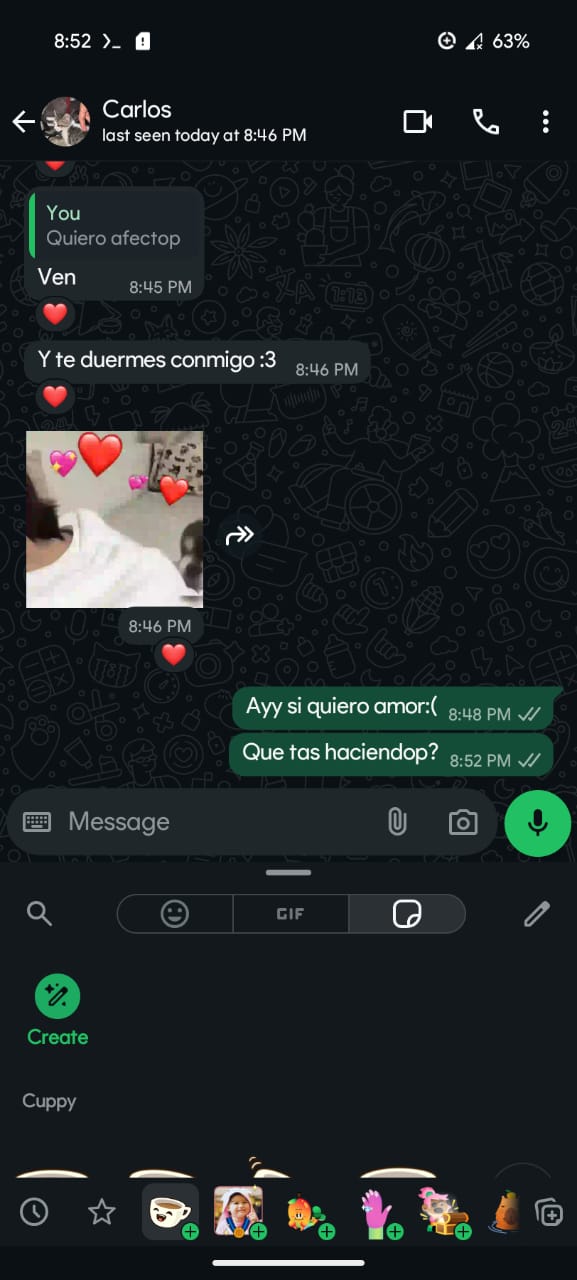 8:52
63%
Carlos
last seen today at 8:46 PM
You
Quiero afectop
Ven
8:45 PM
Y te duermes conmigo :3
8:46 PM
8:46 PM
Ayy si quiero amor:(
8:48 PM
Que tas haciendop?
8:52 PM
Message
GIF
Create
Cuppy